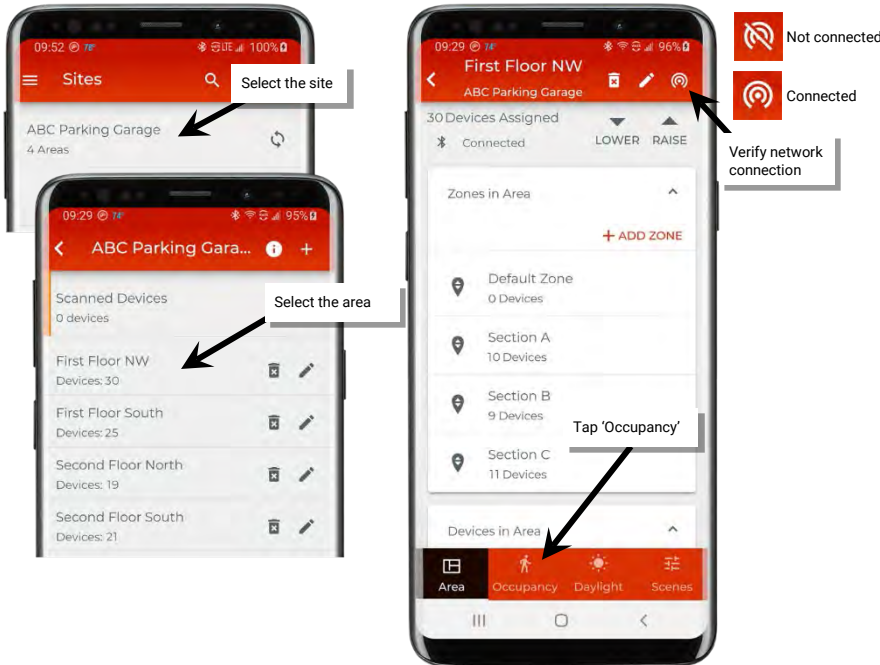 09:52 78° LTE 100%
Sites
Select the site
ABC Parking Garage
4 Areas
09:29 74° 95%
ABC Parking Gara...
Scanned Devices
0 devices
Select the area
First Floor NW
Devices: 30
First Floor South
Devices: 25
Second Floor North
Devices: 19
Second Floor South
Devices: 21
09:29 74° 96%
First Floor NW
ABC Parking Garage
30 Devices Assigned
Connected
LOWER RAISE
Zones in Area
+ ADD ZONE
Default Zone
0 Devices
Section A
10 Devices
Section B
9 Devices
Tap ‘Occupancy’
Section C
11 Devices
Devices in Area
Area Occupancy Daylight Scenes
Not connected
Connected
Verify network
connection